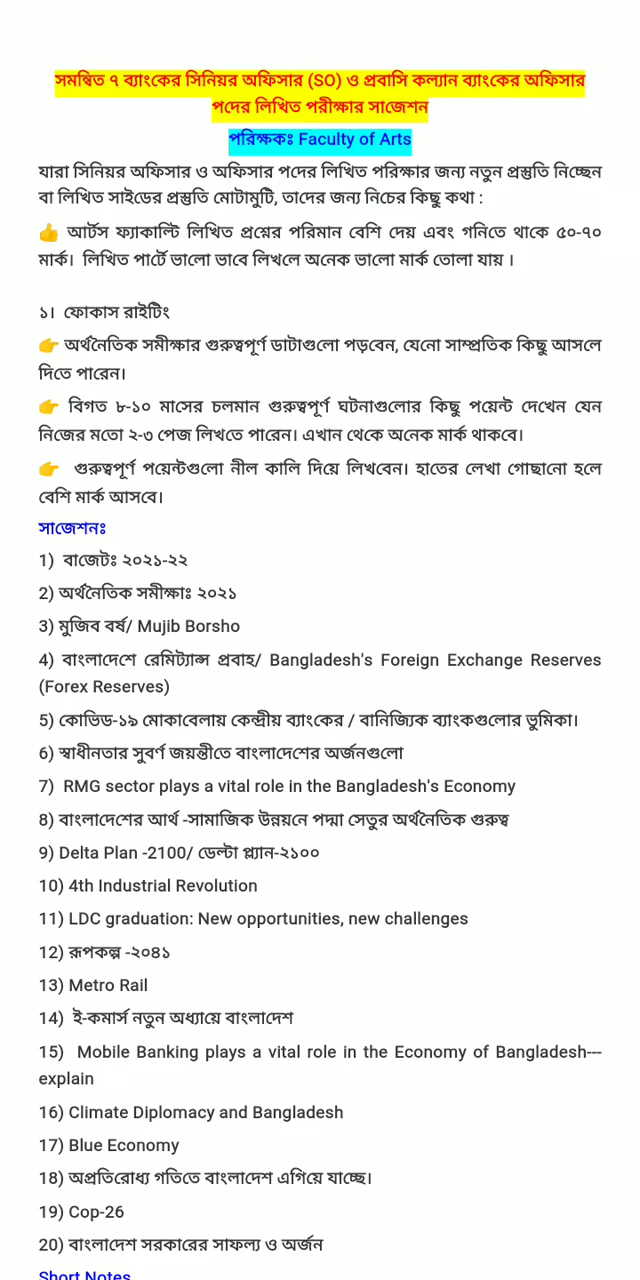 সমন্বিত ৭ ব্যাংকের সিনিয়র অফিসার (SO) ও প্রবাসি কল্যান ব্যাংকের অফিসার
পদের লিখিত পরীক্ষার সাজেশন
পরিক্ষকঃ Faculty of Arts
যারা সিনিয়র অফিসার ও অফিসার পদের লিখিত পরিক্ষার জন্য নতুন প্রস্তুতি নিচ্ছেন
বা লিখিত সাইডের প্রস্তুতি মোটামুটি, তাদের জন্য নিচের কিছু কথা :
👍 আর্টস ফ্যাকাল্টি লিখিত প্রশ্নের পরিমান বেশি দেয় এবং গনিতে থাকে ৫০-৭০
মার্ক। লিখিত পার্টে ভালো ভাবে লিখলে অনেক ভালো মার্ক তোলা যায় ।
১। ফোকাস রাইটিং
👉 অর্থনৈতিক সমীক্ষার গুরুত্বপূর্ণ ডাটাগুলো পড়বেন, যেনো সাম্প্রতিক কিছু আসলে
দিতে পারেন।
👉 বিগত ৮-১০ মাসের চলমান গুরুত্বপূর্ণ ঘটনাগুলোর কিছু পয়েন্ট দেখেন যেন
নিজের মতো ২-৩ পেজ লিখতে পারেন। এখান থেকে অনেক মার্ক থাকবে।
👉 গুরুত্বপূর্ণ পয়েন্টগুলো নীল কালি দিয়ে লিখবেন। হাতের লেখা গোছানো হলে
বেশি মার্ক আসবে।
সাজেশনঃ
1) বাজেটঃ ২০২১-২২
2) অর্থনৈতিক সমীক্ষাঃ ২০২১
3) মুজিব বর্ষ/ Mujib Borsho
4) বাংলাদেশে রেমিট্যান্স প্রবাহ/ Bangladesh's Foreign Exchange Reserves
(Forex Reserves)
5) কোভিড-১৯ মোকাবেলায় কেন্দ্রীয় ব্যাংকের / বানিজ্যিক ব্যাংকগুলোর ভুমিকা।
6) স্বাধীনতার সুবর্ণ জয়ন্তীতে বাংলাদেশের অর্জনগুলো
7) RMG sector plays a vital role in the Bangladesh's Economy
8) বাংলাদেশের আর্থ -সামাজিক উন্নয়নে পদ্মা সেতুর অর্থনৈতিক গুরুত্ব
9) Delta Plan -2100/ ডেল্টা প্ল্যান-২১০০
10) 4th Industrial Revolution
11) LDC graduation: New opportunities, new challenges
12) রূপকল্প -২০৪১
13) Metro Rail
14) ই-কমার্স নতুন অধ্যায়ে বাংলাদেশ
15) Mobile Banking plays a vital role in the Economy of Bangladesh---
explain
16) Climate Diplomacy and Bangladesh
17) Blue Economy
18) অপ্রতিরোধ্য গতিতে বাংলাদেশ এগিয়ে যাচ্ছে।
19) Cop-26
20) বাংলাদেশ সরকারের সাফল্য ও অর্জন
Short Notes